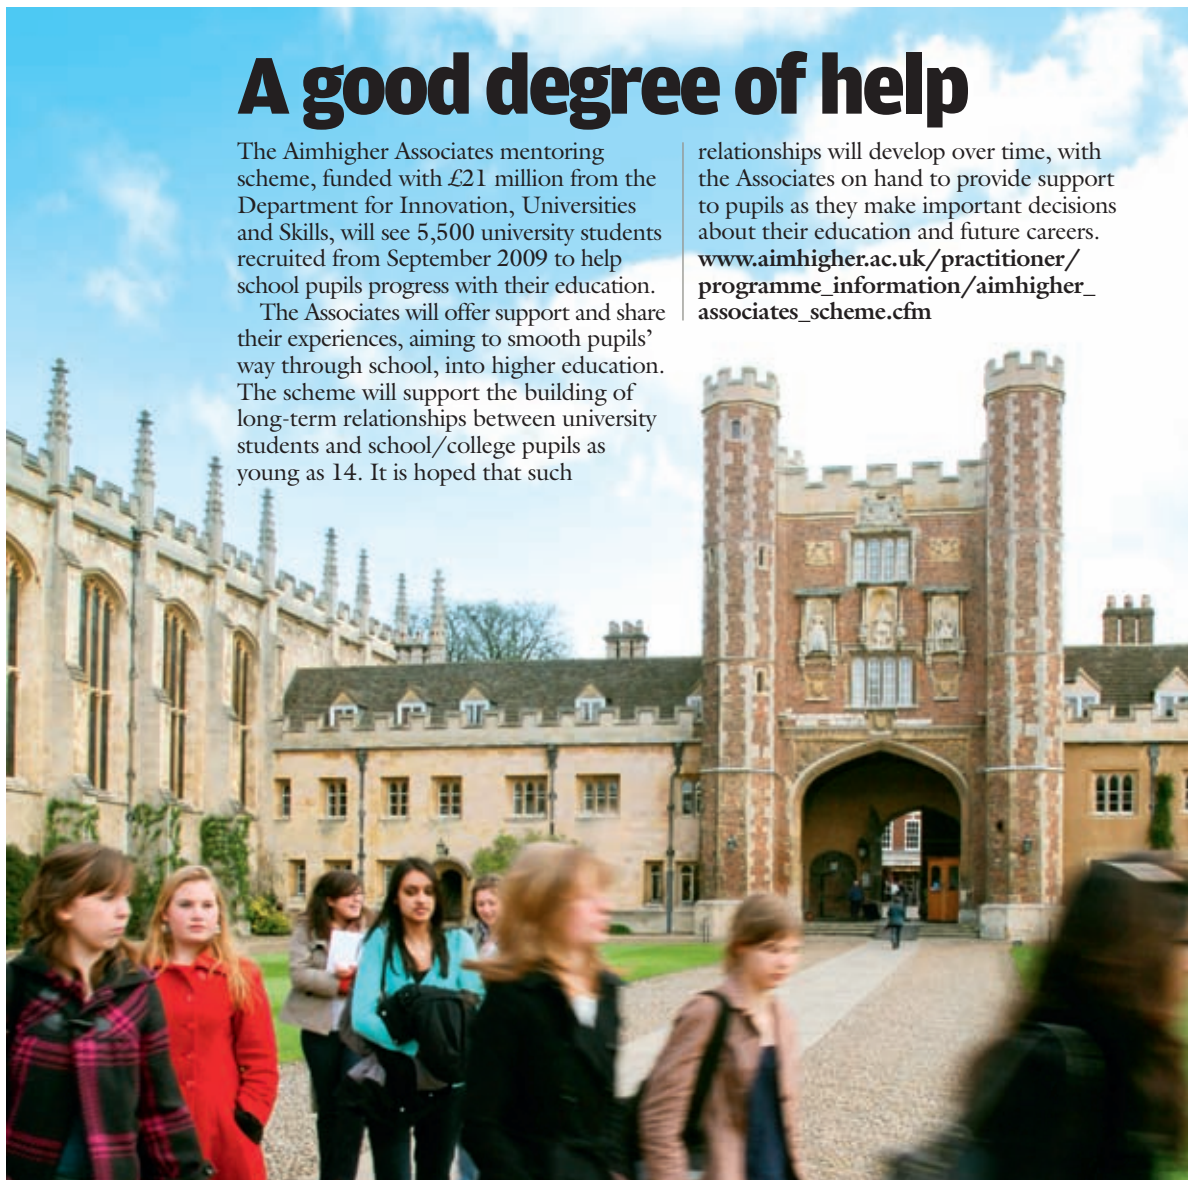 A good degree of help
The Aimhigher Associates mentoring
scheme, funded with £21 million from the
Department for Innovation, Universities
and Skills, will see 5,500 university students
recruited from September 2009 to help
school pupils progress with their education.
The Associates will offer support and share
their experiences, aiming to smooth pupils’
way through school, into higher education.
The scheme will support the building of
long-term relationships between university
students and school/college pupils as
young as 14. It is hoped that such
relationships will develop over time, with
the Associates on hand to provide support
to pupils as they make important decisions
about their education and future careers.
www.aimhigher.ac.uk/practitioner/
programme_information/aimhigher_
associates_scheme.cfm